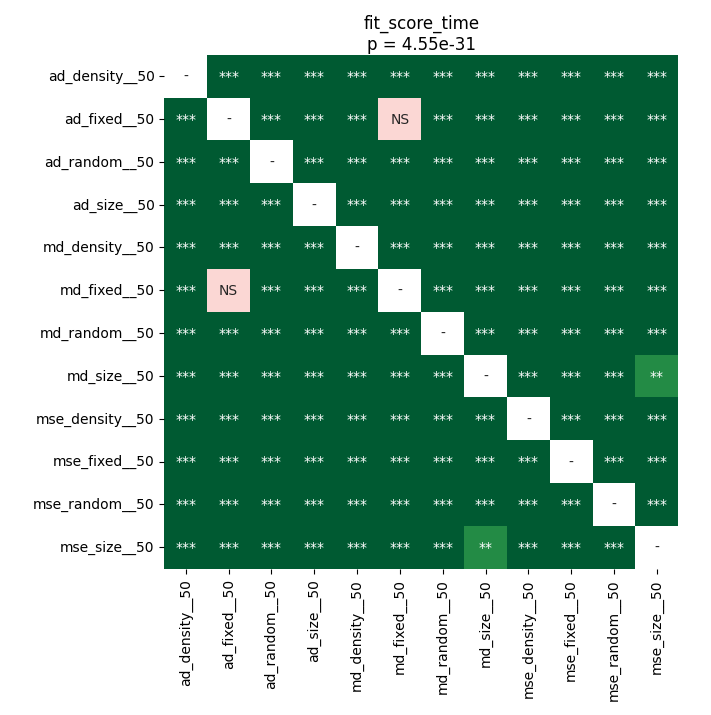 fit_score_time
p = 4.55e-31
ad_density__50 - *** *** *** *** *** *** *** *** *** *** ***
ad_fixed__50 *** - *** *** *** NS *** *** *** *** *** ***
ad_random__50 *** *** - *** *** *** *** *** *** *** *** ***
ad_size__50 *** *** *** - *** *** *** *** *** *** *** ***
md_density__50 *** *** *** *** - *** *** *** *** *** *** ***
md_fixed__50 *** NS *** *** *** - *** *** *** *** *** ***
md_random__50 *** *** *** *** *** *** - *** *** *** *** ***
md_size__50 *** *** *** *** *** *** *** - *** *** *** **
mse_density__50 *** *** *** *** *** *** *** *** - *** *** ***
mse_fixed__50 *** *** *** *** *** *** *** *** *** - *** ***
mse_random__50 *** *** *** *** *** *** *** *** *** *** - ***
mse_size__50 *** *** *** *** *** *** *** ** *** *** *** -
ad_density__50
ad_fixed__50
ad_random__50
ad_size__50
md_density__50
md_fixed__50
md_random__50
md_size__50
mse_density__50
mse_fixed__50
mse_random__50
mse_size__50